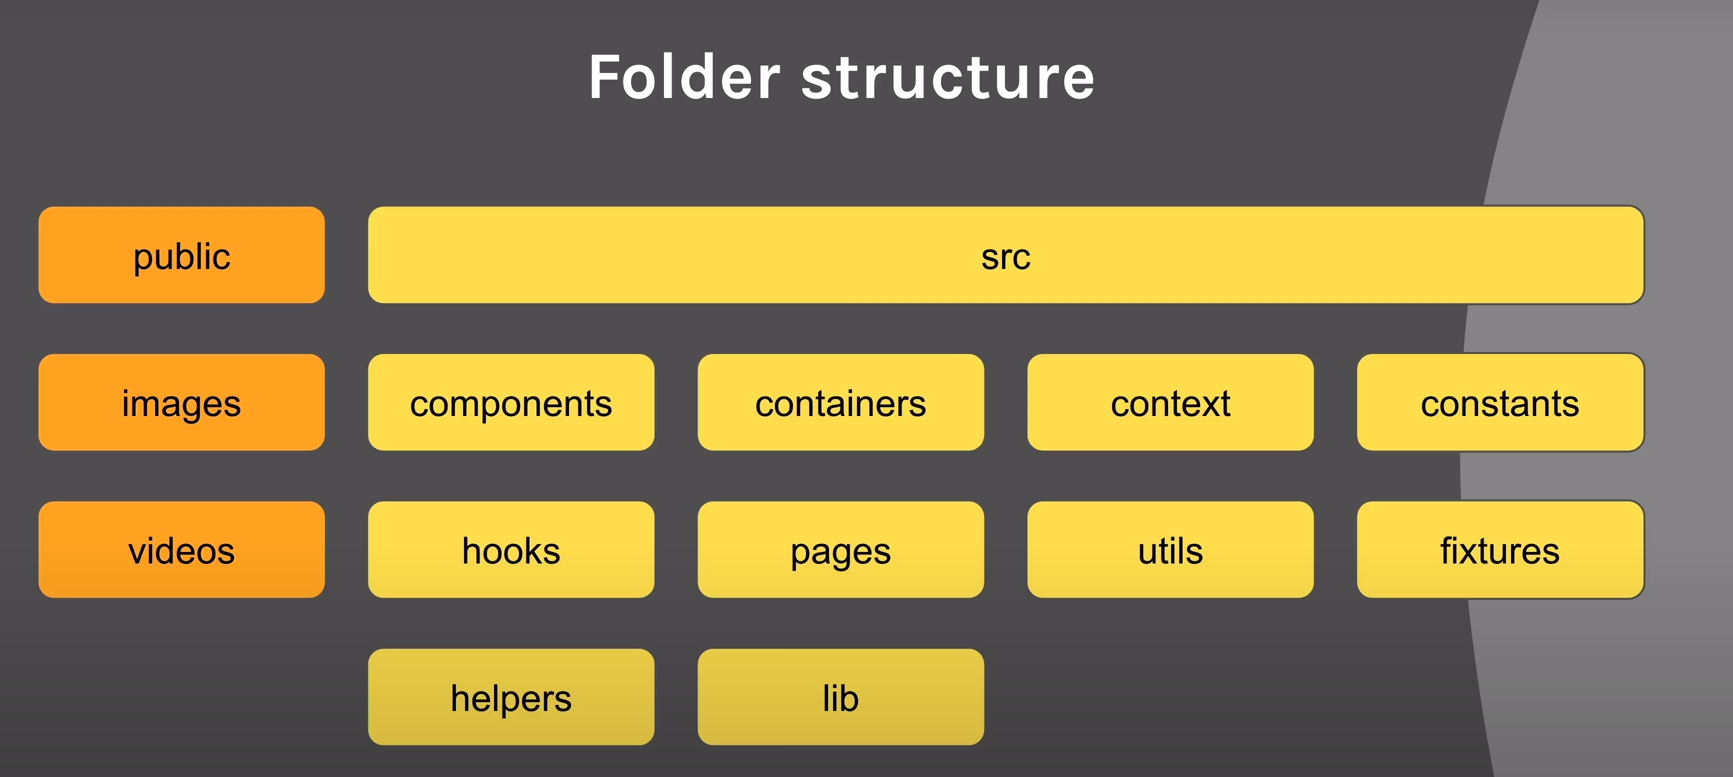 Folder structure
public
src
images
components
containers
context
constants
videos
hooks
pages
utils
fixtures
helpers
lib